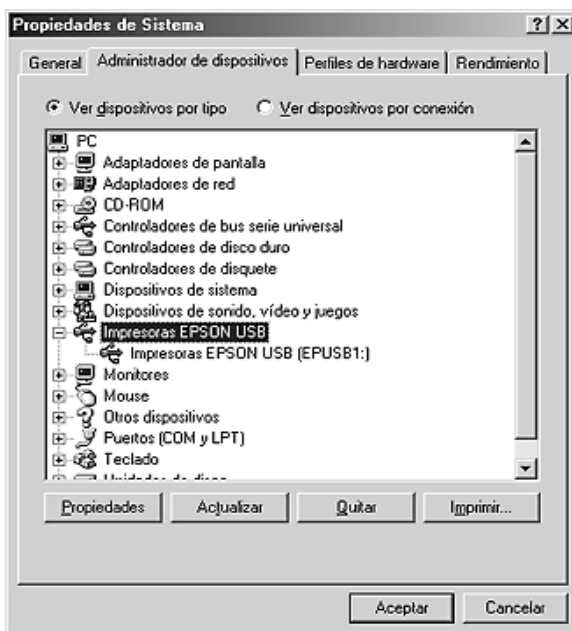 Propiedades de Sistema
General Administrador de dispositivos Perfiles de hardware Rendimiento
Ver dispositivos por tipo Ver dispositivos por conexión
PC
Adaptadores de pantalla
Adaptadores de red
CD-ROM
Controladores de bus serie universal
Controladores de disco duro
Controladores de disquete
Dispositivos de sistema
Dispositivos de sonido, vídeo y juegos
Impresoras EPSON USB
Impresoras EPSON USB (EPUSB1:)
Monitores
Mouse
Otros dispositivos
Puertos (COM y LPT)
Teclado
Propiedades Actualizar Quitar Imprimir...
Aceptar Cancelar